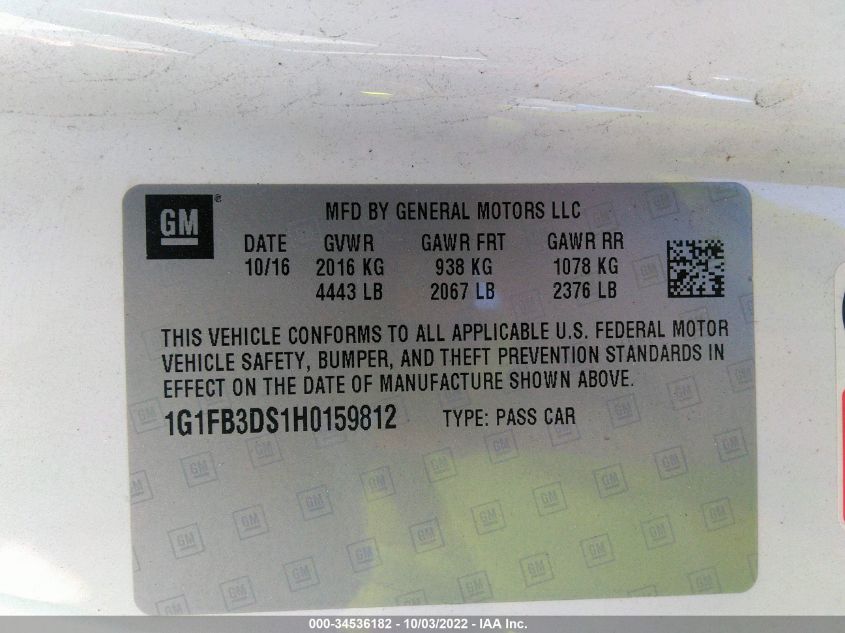 GM ®
MFD BY GENERAL MOTORS LLC
DATE GVWR GAWR FRT GAWR RR
10/16 2016 KG 938 KG 1078 KG
4443 LB 2067 LB 2376 LB
THIS VEHICLE CONFORMS TO ALL APPLICABLE U.S. FEDERAL MOTOR
VEHICLE SAFETY, BUMPER, AND THEFT PREVENTION STANDARDS IN
EFFECT ON THE DATE OF MANUFACTURE SHOWN ABOVE.
1G1FB3DS1H0159812 TYPE: PASS CAR
000-34536182 - 10/03/2022 - IAA Inc.